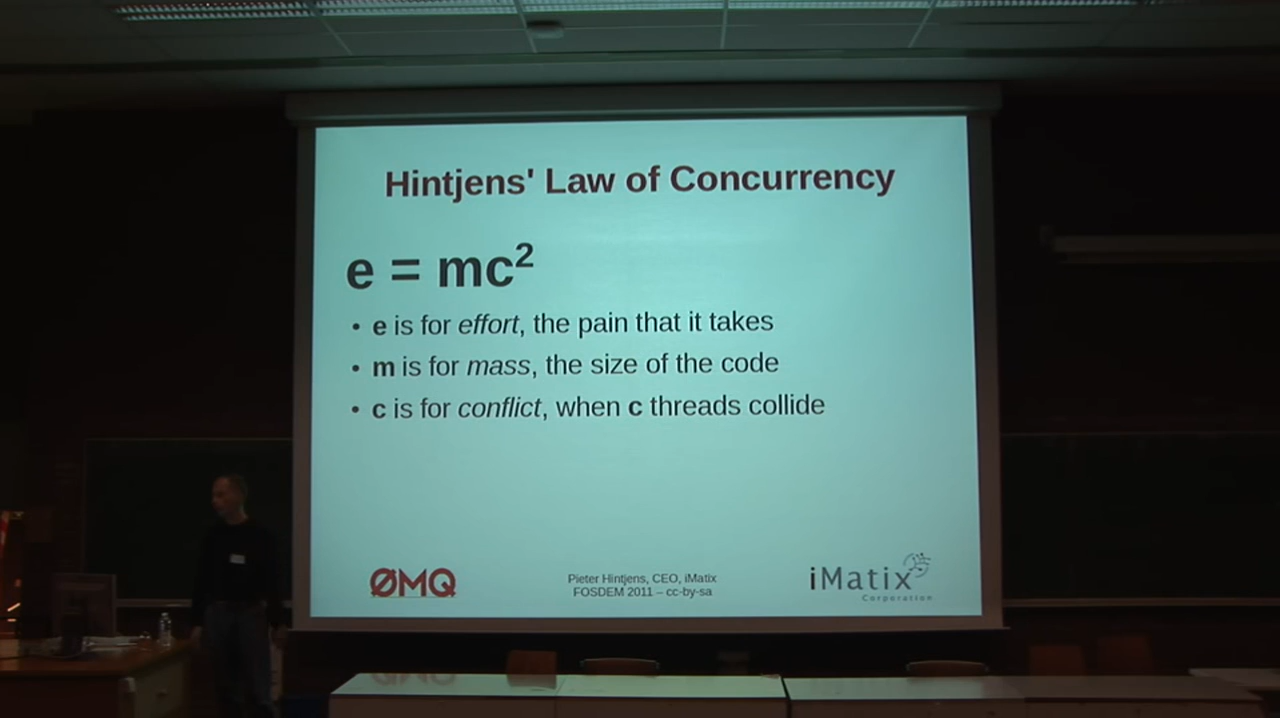 Hintjens' Law of Concurrency
e = mc²
• e is for effort, the pain that it takes
• m is for mass, the size of the code
• c is for conflict, when c threads collide
ØMQ
Pieter Hintjens, CEO, iMatix
FOSDEM 2011 – cc-by-sa
iMatix
Corporation